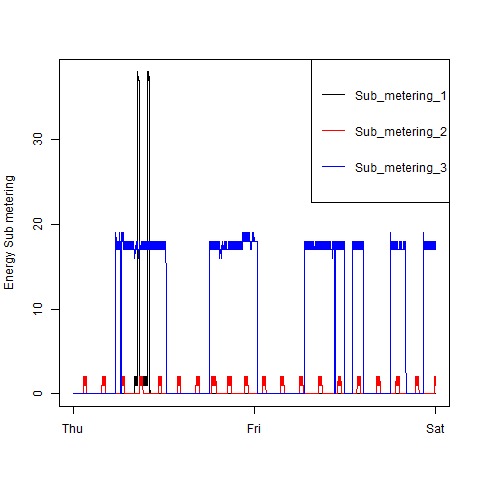 Sub_metering_1
Sub_metering_2
Sub_metering_3
Energy Sub metering
30
20
10
0
Thu Fri Sat